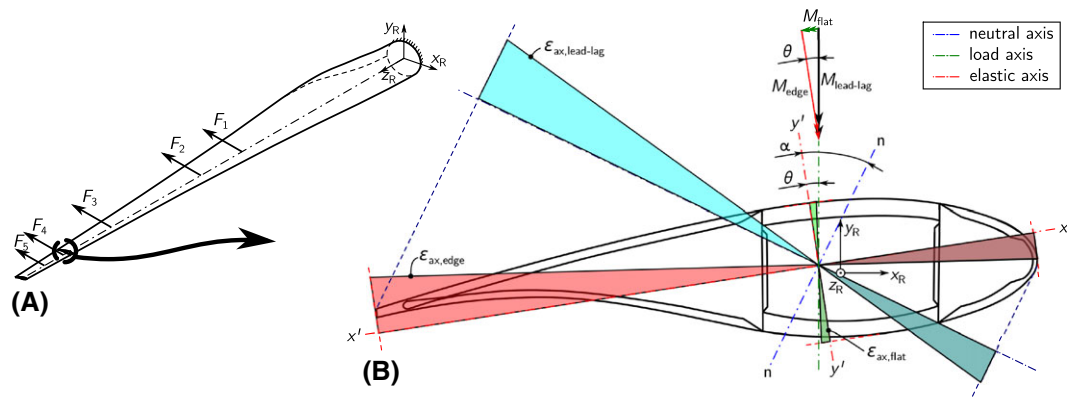 y_R
x_R
z_R
F_1
F_2
F_3
F_4
F_5
(A)
M_flat
θ
M_edge
M_lead-lag
y′
α
n
θ
ε_ax,lead-lag
neutral axis
load axis
elastic axis
ε_ax,edge
y_R
x_R
z_R
x
x′
ε_ax,flat
n
y′
(B)